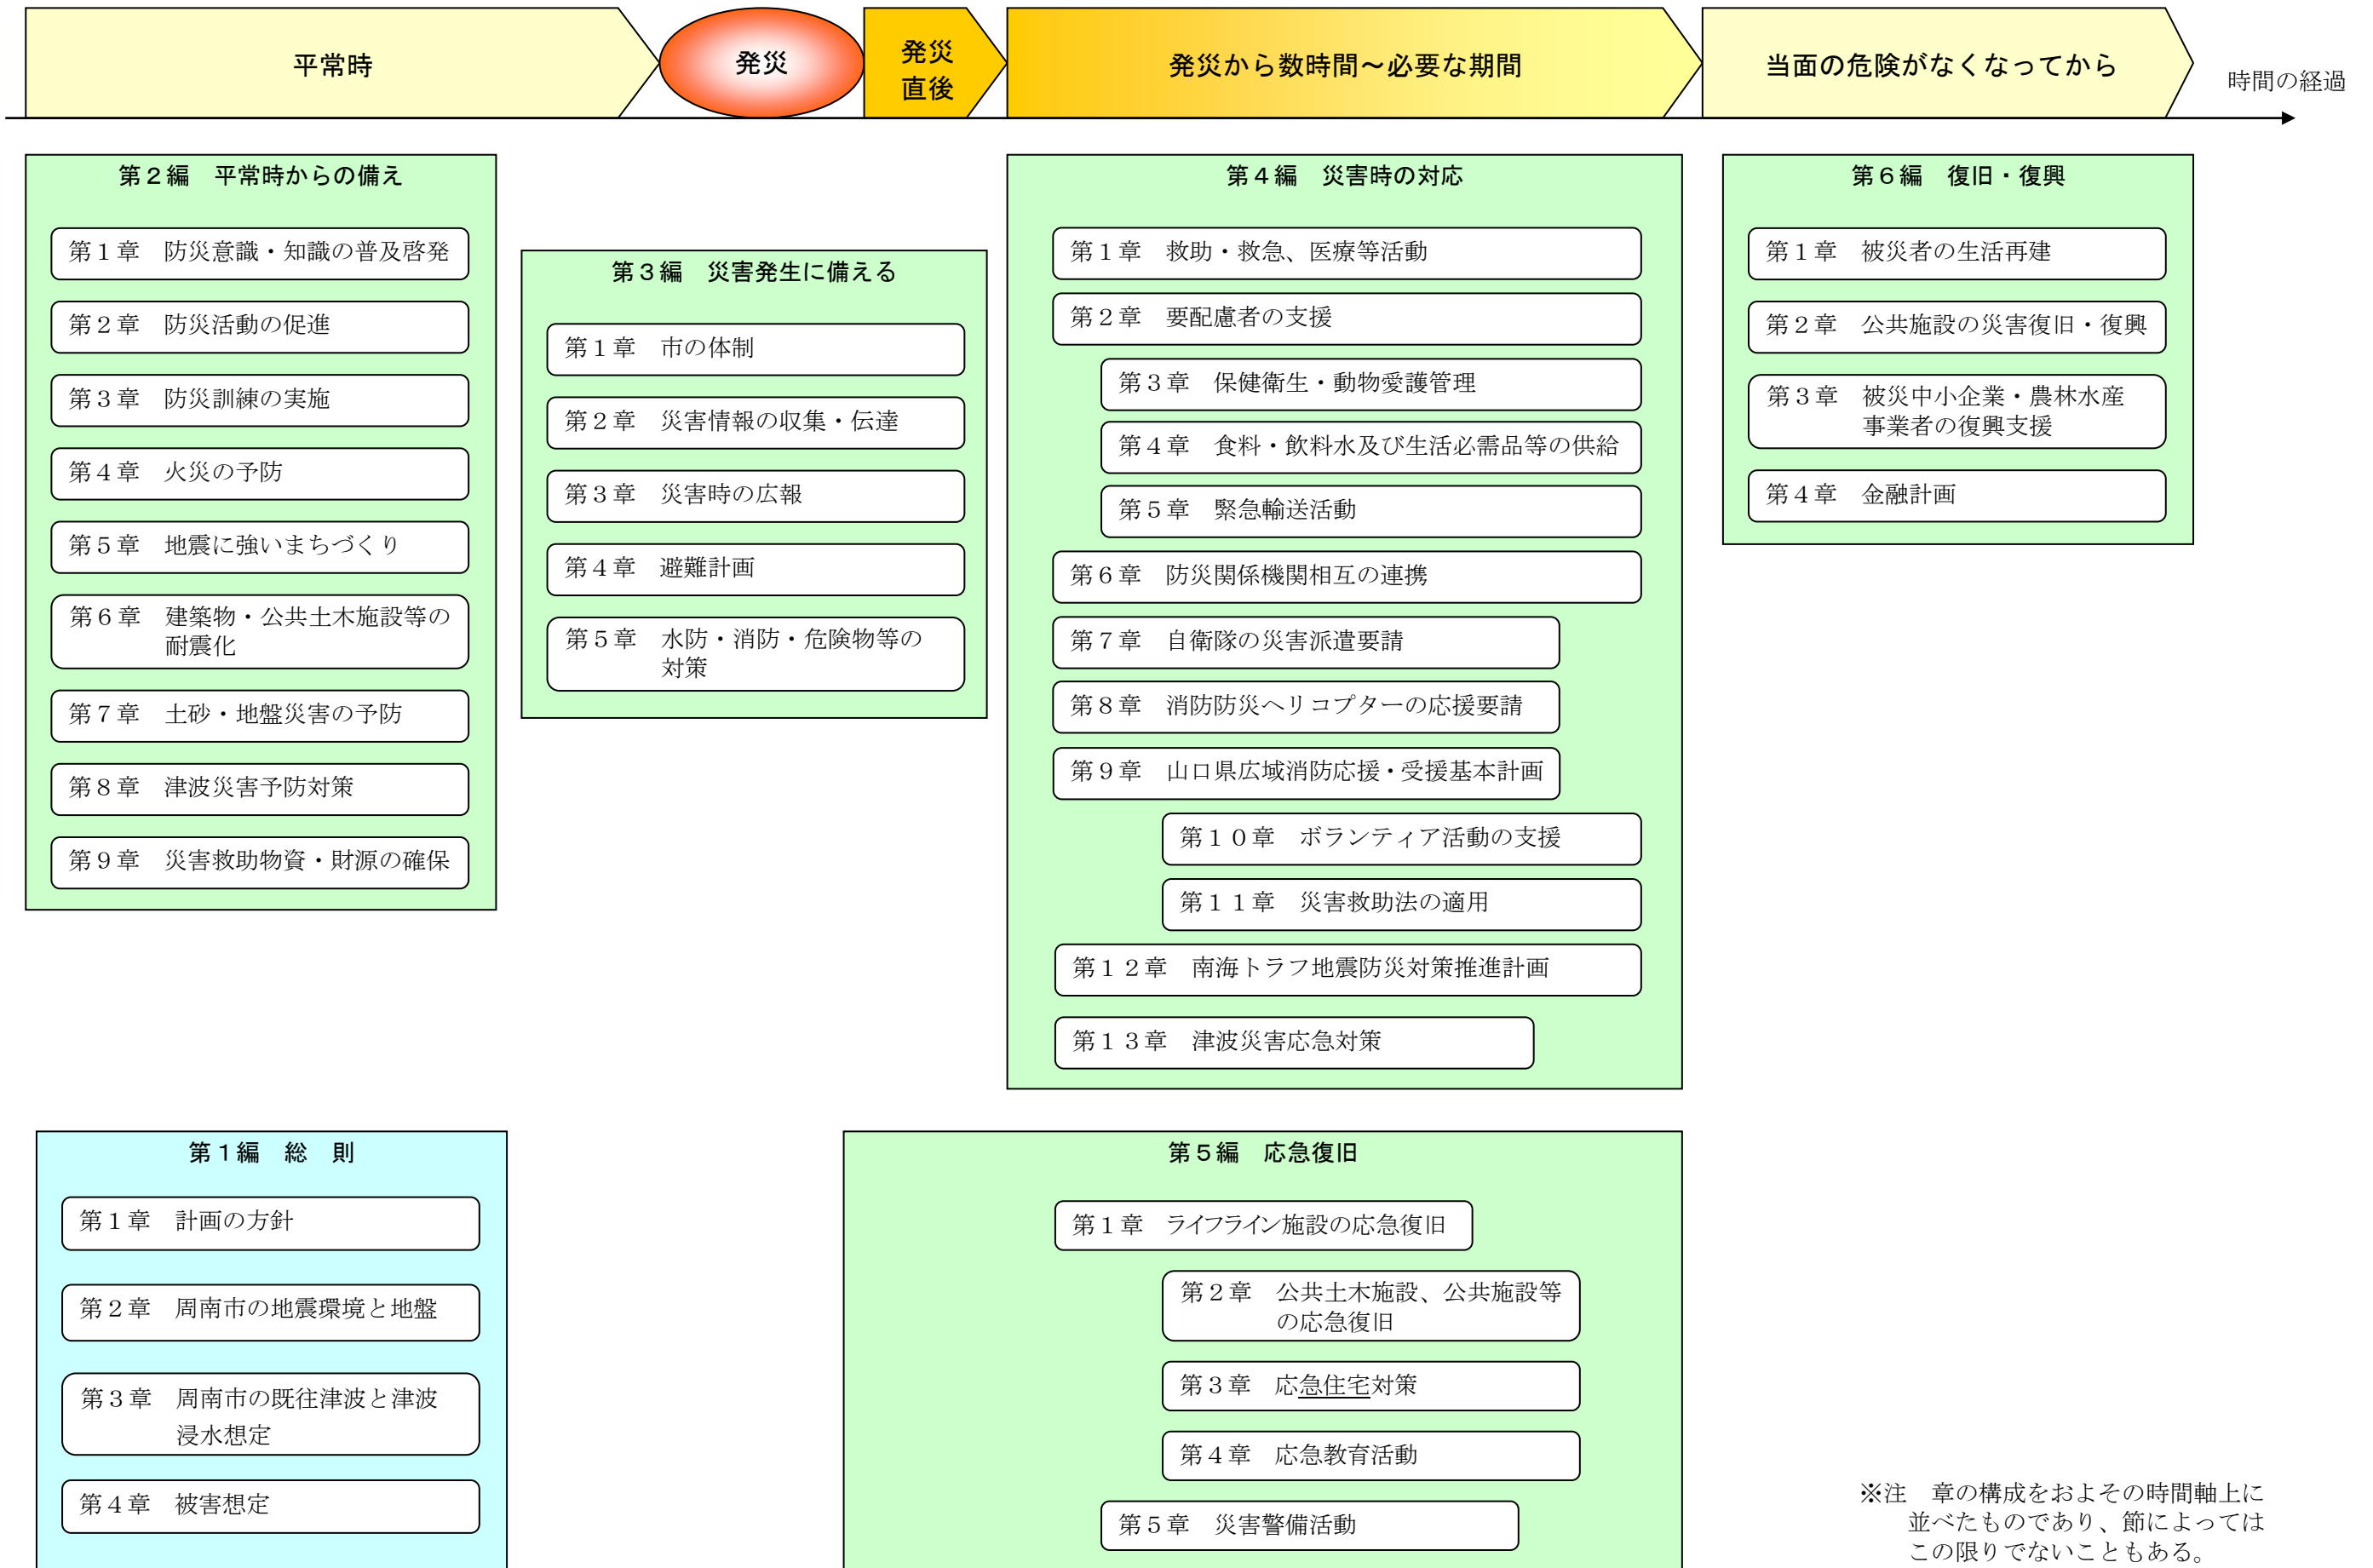 平常時
発災
発災
直後
発災から数時間～必要な期間
当面の危険がなくなってから
時間の経過
第２編　平常時からの備え
第１章　防災意識・知識の普及啓発
第２章　防災活動の促進
第３章　防災訓練の実施
第４章　火災の予防
第５章　地震に強いまちづくり
第６章　建築物・公共土木施設等の
耐震化
第７章　土砂・地盤災害の予防
第８章　津波災害予防対策
第９章　災害救助物資・財源の確保
第３編　災害発生に備える
第１章　市の体制
第２章　災害情報の収集・伝達
第３章　災害時の広報
第４章　避難計画
第５章　水防・消防・危険物等の
対策
第４編　災害時の対応
第１章　救助・救急、医療等活動
第２章　要配慮者の支援
第３章　保健衛生・動物愛護管理
第４章　食料・飲料水及び生活必需品等の供給
第５章　緊急輸送活動
第６章　防災関係機関相互の連携
第７章　自衛隊の災害派遣要請
第８章　消防防災ヘリコプターの応援要請
第９章　山口県広域消防応援・受援基本計画
第１０章　ボランティア活動の支援
第１１章　災害救助法の適用
第１２章　南海トラフ地震防災対策推進計画
第１３章　津波災害応急対策
第６編　復旧・復興
第１章　被災者の生活再建
第２章　公共施設の災害復旧・復興
第３章　被災中小企業・農林水産
事業者の復興支援
第４章　金融計画
第１編　総　則
第１章　計画の方針
第２章　周南市の地震環境と地盤
第３章　周南市の既往津波と津波
浸水想定
第４章　被害想定
第５編　応急復旧
第１章　ライフライン施設の応急復旧
第２章　公共土木施設、公共施設等
の応急復旧
第３章　応急住宅対策
第４章　応急教育活動
第５章　災害警備活動
※注　章の構成をおよその時間軸上に
並べたものであり、節によっては
この限りでないこともある。